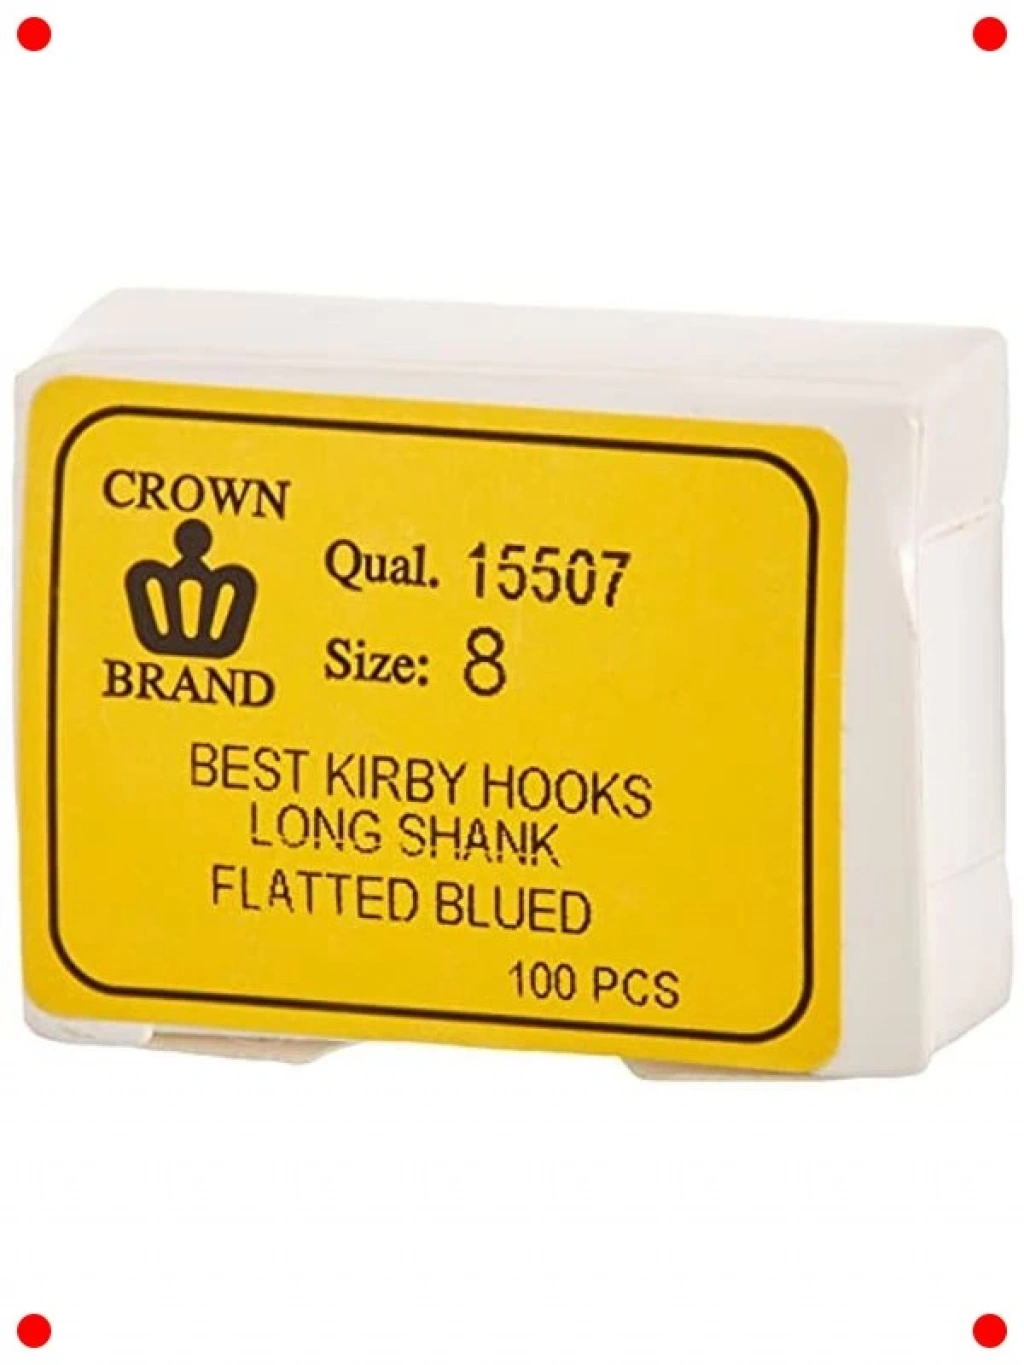 CROWN
BRAND
Qual. 15507
Size: 8
BEST KIRBY HOOKS
LONG SHANK
FLATTED BLUED
100 PCS